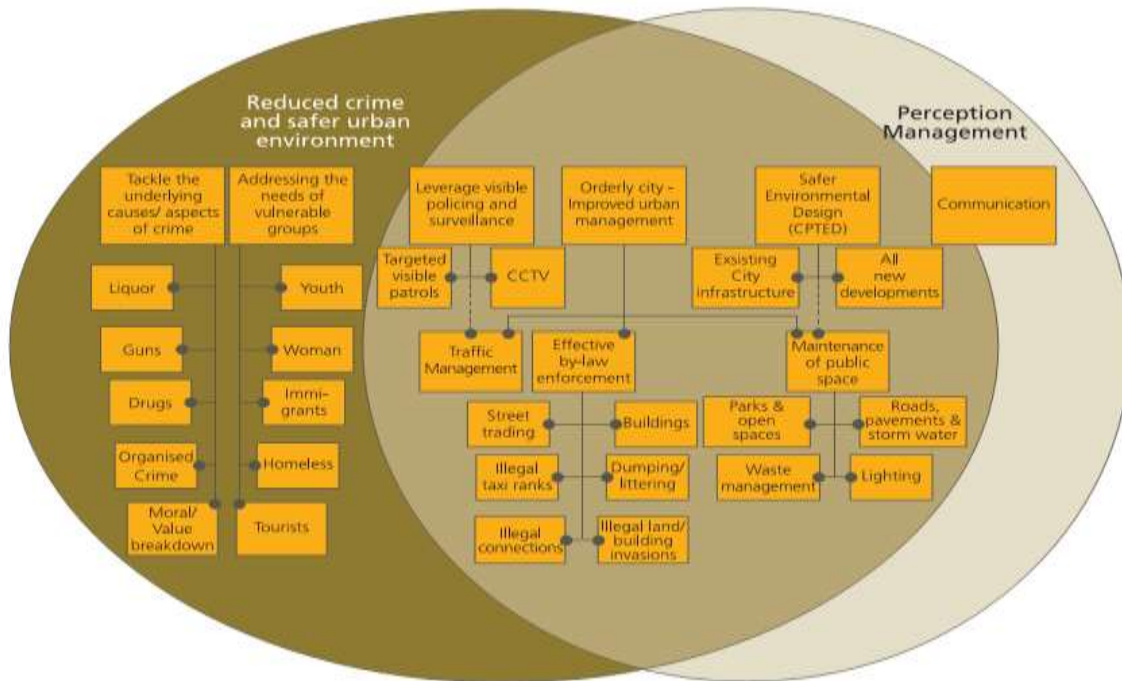 Reduced crime
and safer urban
environment
Perception
Management
Tackle the
underlying
causes/ aspects
of crime
Addressing the
needs of
vulnerable
groups
Leverage visible
policing and
surveillance
Orderly city –
Improved urban
management
Safer
Environmental
Design
(CPTED)
Communication
Targeted
visible
patrols
CCTV
Exsisting
City
infrastructure
All
new
developments
Liquor
Youth
Guns
Woman
Drugs
Immi-
grants
Organised
Crime
Homeless
Moral/
Value
breakdown
Tourists
Traffic
Management
Effective
by-law
enforcement
Maintenance
of public
space
Street
trading
Buildings
Illegal
taxi ranks
Dumping/
littering
Illegal
connections
Illegal land/
building
invasions
Parks &
open
spaces
Roads,
pavements &
storm water
Waste
management
Lighting